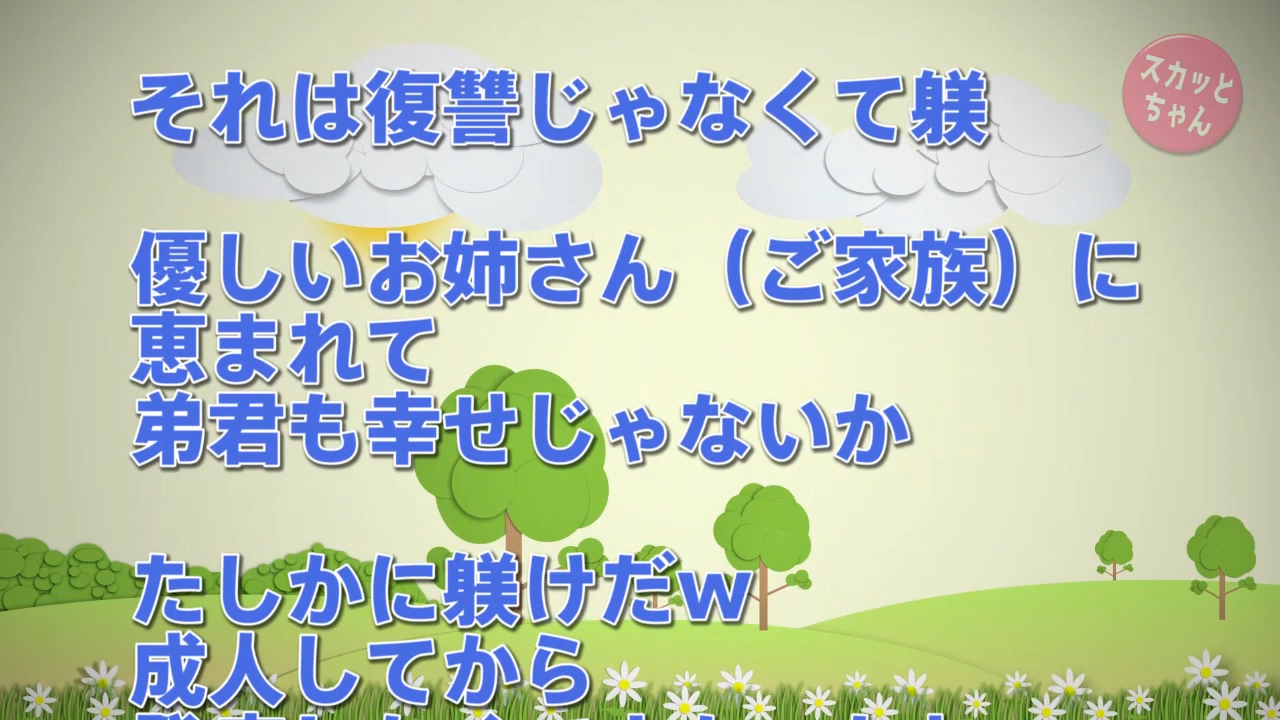 スカッと
ちゃん
それは復讐じゃなくて躾
優しいお姉さん（ご家族）に
恵まれて
弟君も幸せじゃないか
たしかに躾けだw
成人してから